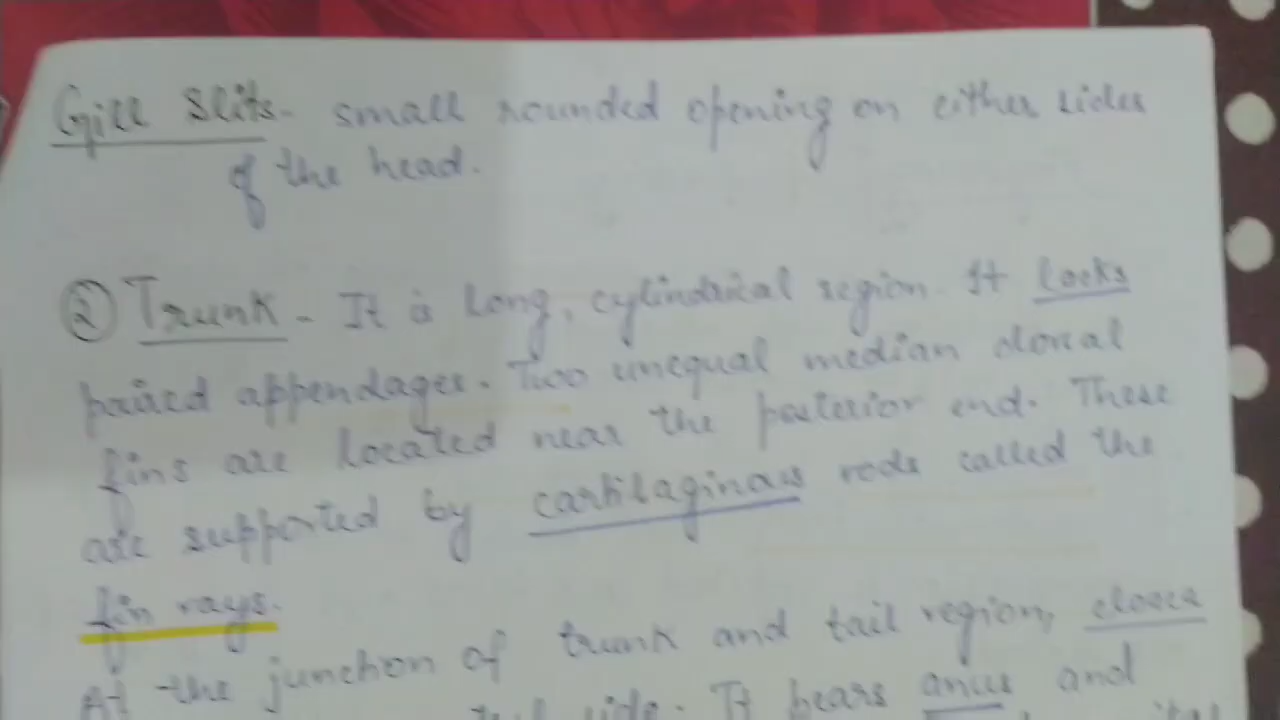 Gill Slits - small rounded opening on either sides
of the head.
② Trunk - It is long, cylindrical region. It lacks
paired appendages. Two unequal median dorsal
fins are located near the posterior end. These
are supported by cartilaginous rods called the
fin rays.
At the junction of trunk and tail region, cloaca
side. It bears anus and